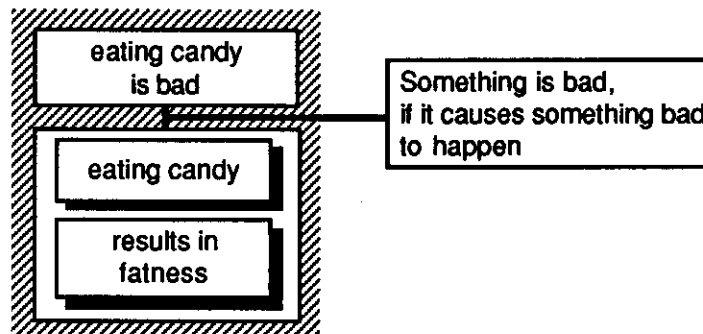 eating candy
is bad
Something is bad,
if it causes something bad
to happen
eating candy
results in
fatness